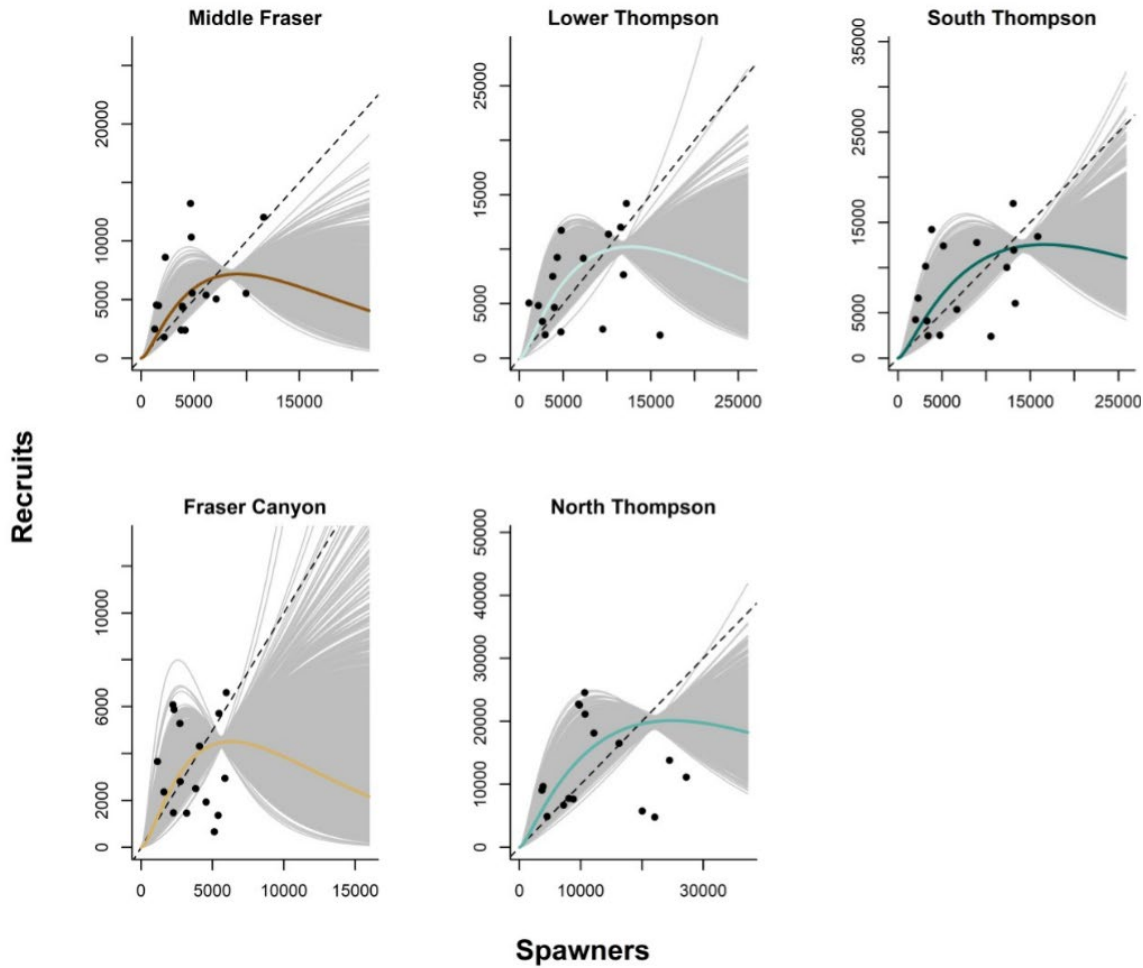 Middle Fraser
Lower Thompson
South Thompson
0 5000 10000 20000
0 5000 15000 25000
0 5000 15000 25000 35000
0 5000 15000
0 5000 15000 25000
0 5000 15000 25000
Recruits
Fraser Canyon
North Thompson
0 2000 6000 10000
0 10000 20000 30000 40000 50000
0 5000 10000 15000
0 10000 30000
Spawners